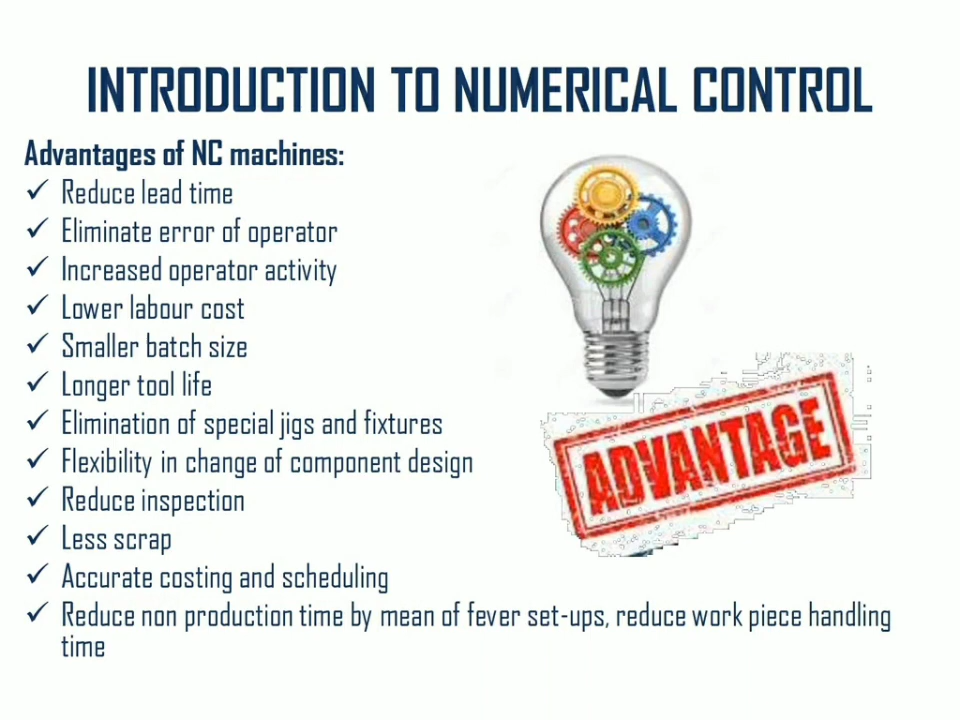 INTRODUCTION TO NUMERICAL CONTROL
Advantages of NC machines:
✓ Reduce lead time
✓ Eliminate error of operator
✓ Increased operator activity
✓ Lower labour cost
✓ Smaller batch size
✓ Longer tool life
✓ Elimination of special jigs and fixtures
✓ Flexibility in change of component design
✓ Reduce inspection
✓ Less scrap
✓ Accurate costing and scheduling
✓ Reduce non production time by mean of fever set-ups, reduce work piece handling
time
ADVANTAGE